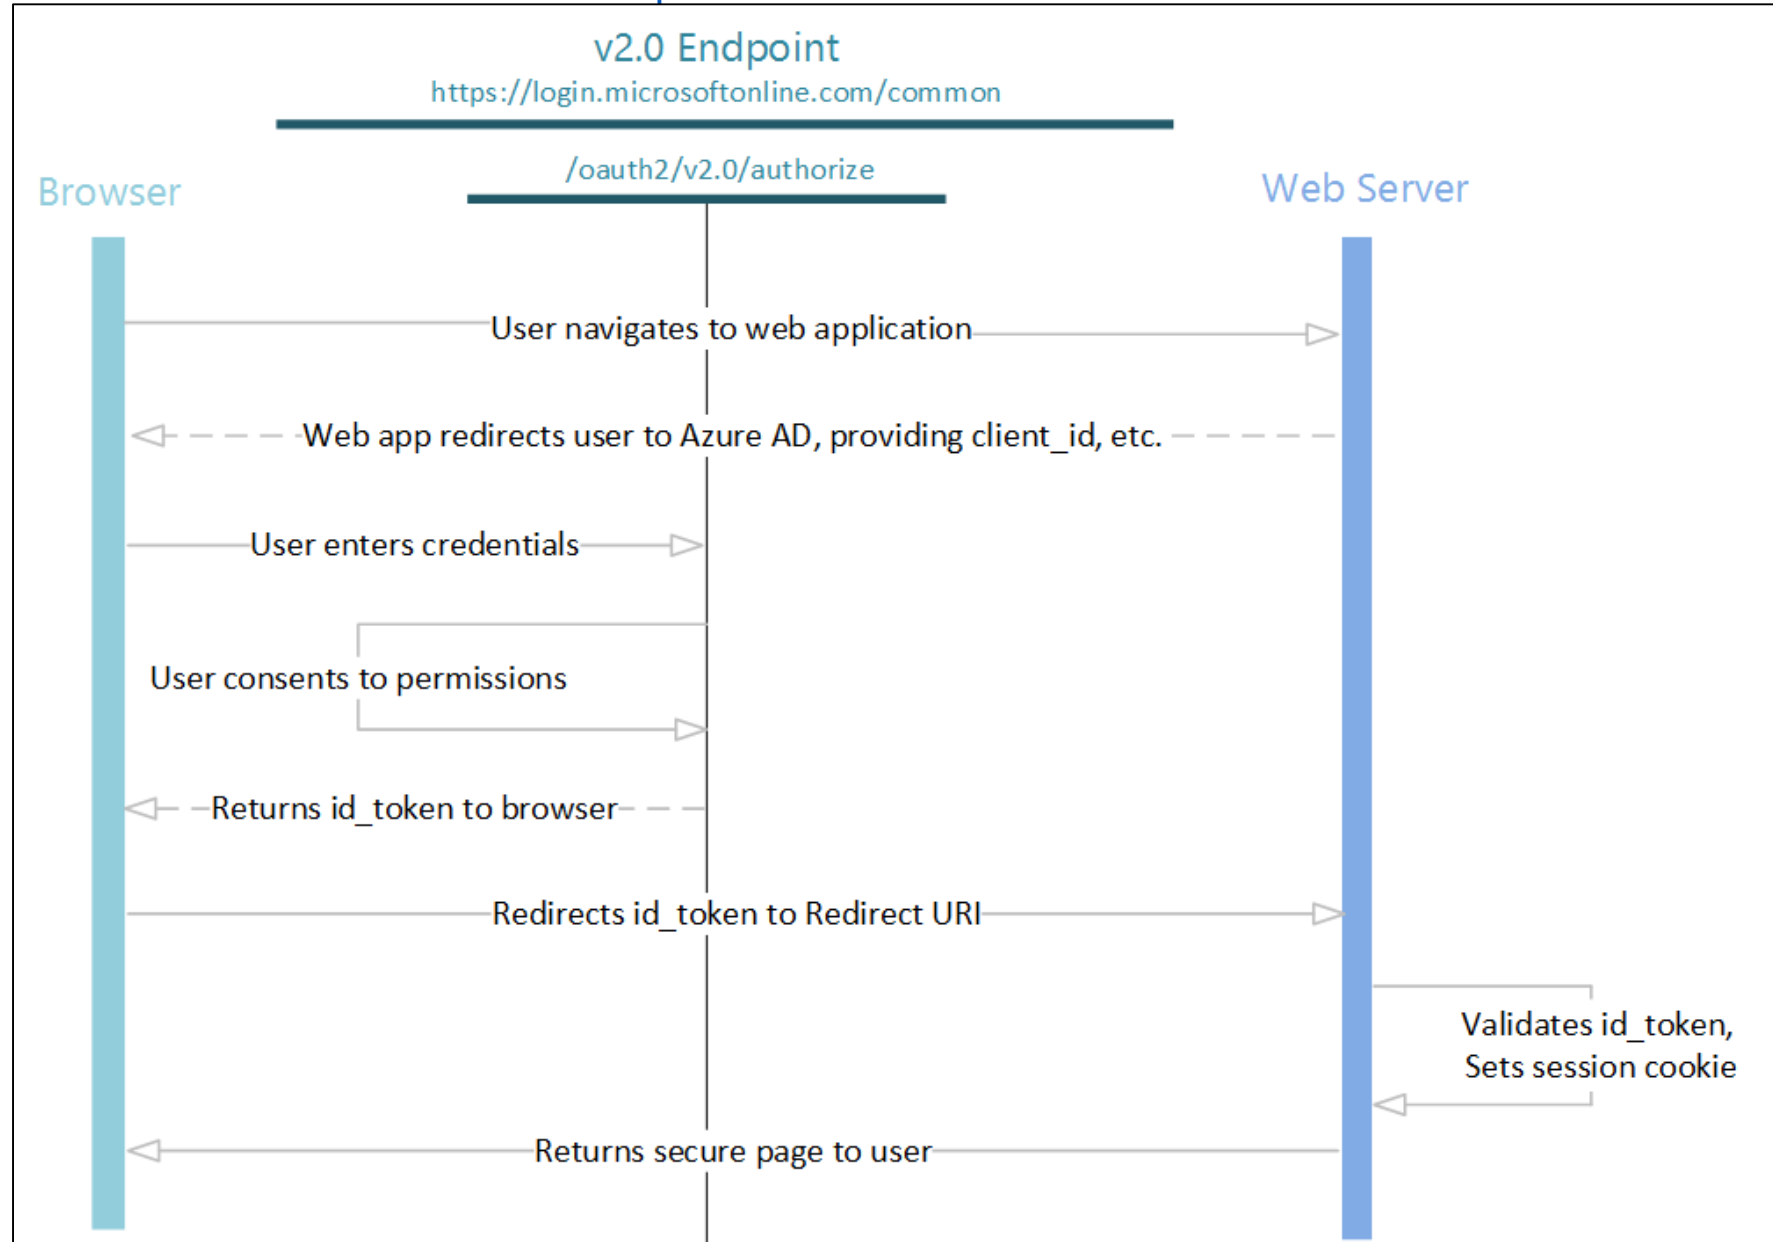 v2.0 Endpoint
https://login.microsoftonline.com/common
/oauth2/v2.0/authorize
Browser
Web Server
User navigates to web application
Web app redirects user to Azure AD, providing client_id, etc.
User enters credentials
User consents to permissions
Returns id_token to browser
Redirects id_token to Redirect URI
Validates id_token,
Sets session cookie
Returns secure page to user